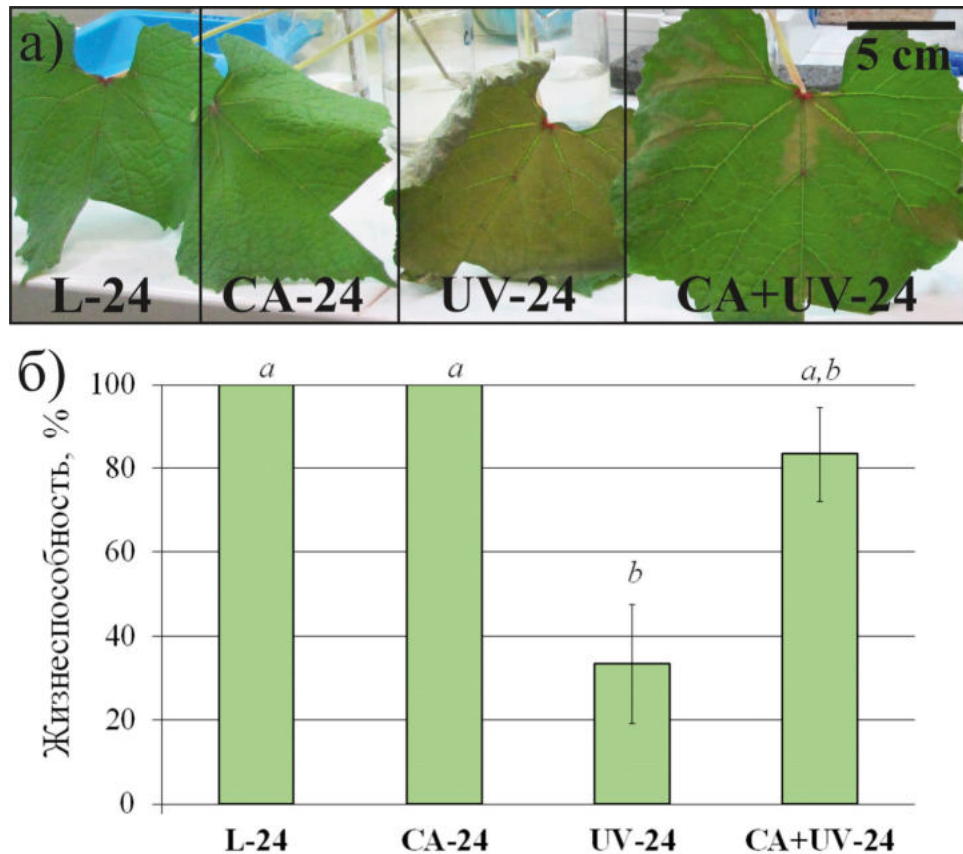 а)
5 cm
L-24 CA-24 UV-24 CA+UV-24
б)
Жизнеспособность, %
100
80
60
40
20
0
a a b a,b
L-24 CA-24 UV-24 CA+UV-24